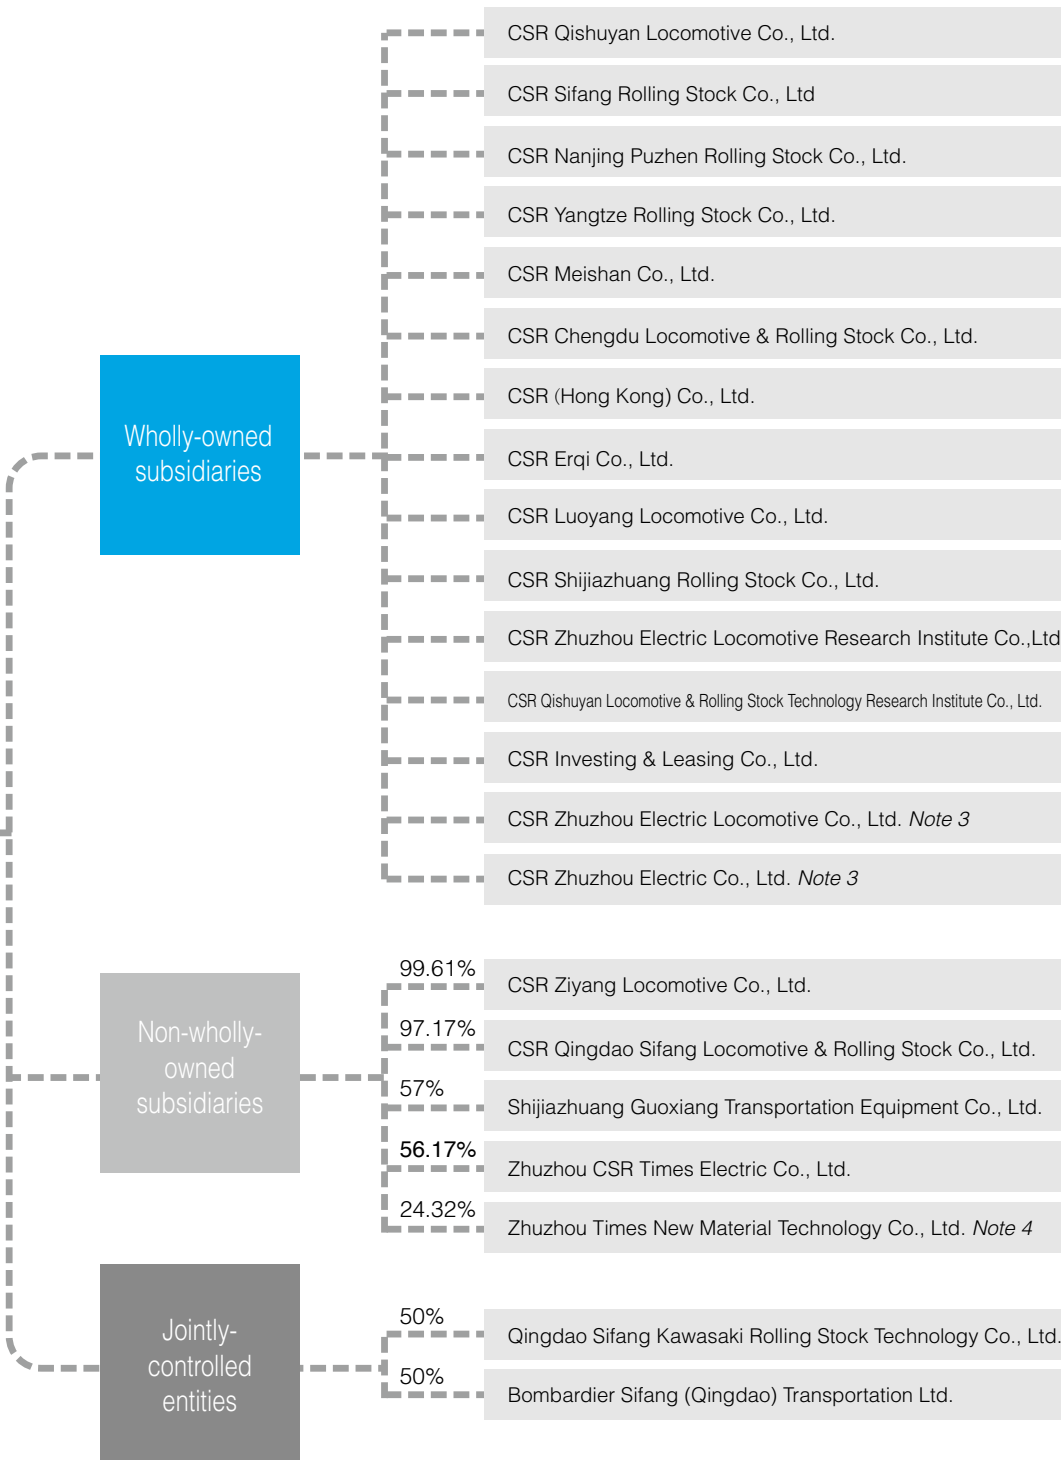 CSR Qishuyan Locomotive Co., Ltd.
CSR Sifang Rolling Stock Co., Ltd
CSR Nanjing Puzhen Rolling Stock Co., Ltd.
CSR Yangtze Rolling Stock Co., Ltd.
CSR Meishan Co., Ltd.
CSR Chengdu Locomotive & Rolling Stock Co., Ltd.
CSR (Hong Kong) Co., Ltd.
Wholly-owned
subsidiaries
CSR Erqi Co., Ltd.
CSR Luoyang Locomotive Co., Ltd.
CSR Shijiazhuang Rolling Stock Co., Ltd.
CSR Zhuzhou Electric Locomotive Research Institute Co.,Ltd
CSR Qishuyan Locomotive & Rolling Stock Technology Research Institute Co., Ltd.
CSR Investing & Leasing Co., Ltd.
CSR Zhuzhou Electric Locomotive Co., Ltd. Note 3
CSR Zhuzhou Electric Co., Ltd. Note 3
Non-wholly-
owned
subsidiaries
99.61%
CSR Ziyang Locomotive Co., Ltd.
97.17%
CSR Qingdao Sifang Locomotive & Rolling Stock Co., Ltd.
57%
Shijiazhuang Guoxiang Transportation Equipment Co., Ltd.
56.17%
Zhuzhou CSR Times Electric Co., Ltd.
24.32%
Zhuzhou Times New Material Technology Co., Ltd. Note 4
Jointly-
controlled
entities
50%
Qingdao Sifang Kawasaki Rolling Stock Technology Co., Ltd.
50%
Bombardier Sifang (Qingdao) Transportation Ltd.